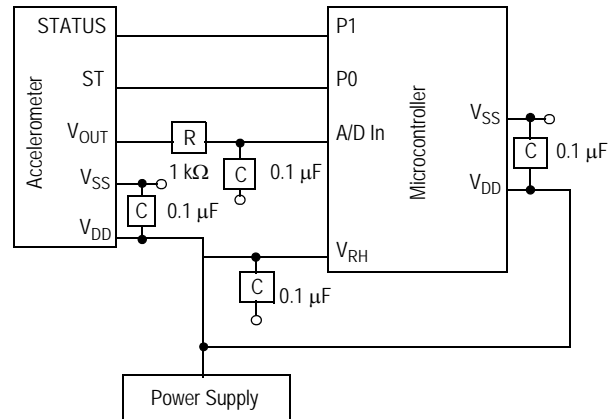 STATUS
P1
ST
P0
VOUT
R
A/D In
1 kΩ
C
0.1 µF
VSS
C
0.1 µF
VDD
Accelerometer
Microcontroller
VSS
C
0.1 µF
VDD
VRH
C
0.1 µF
Power Supply